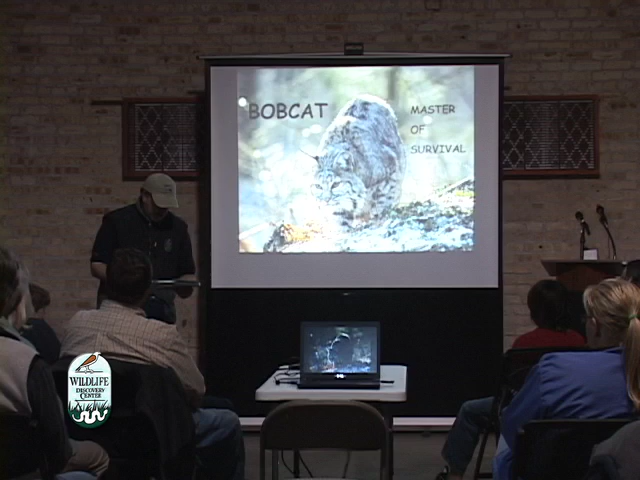 BOBCAT
MASTER
OF
SURVIVAL
WILDLIFE
DISCOVERY
CENTER